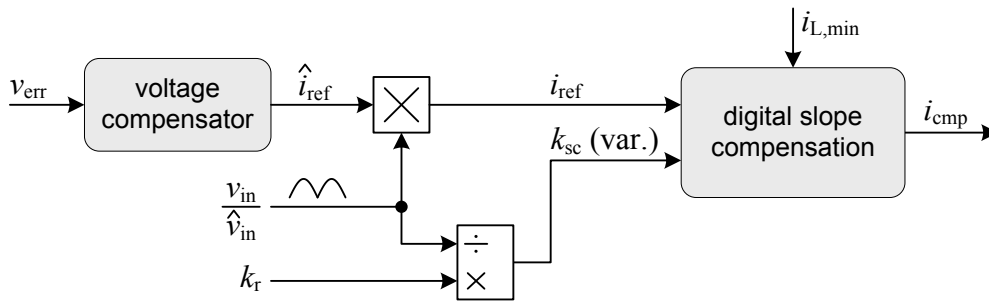 i_L,min
v_err
voltage compensator
î_ref
×
i_ref
k_sc (var.)
digital slope compensation
i_cmp
v_in
v̂_in
÷
k_r
×